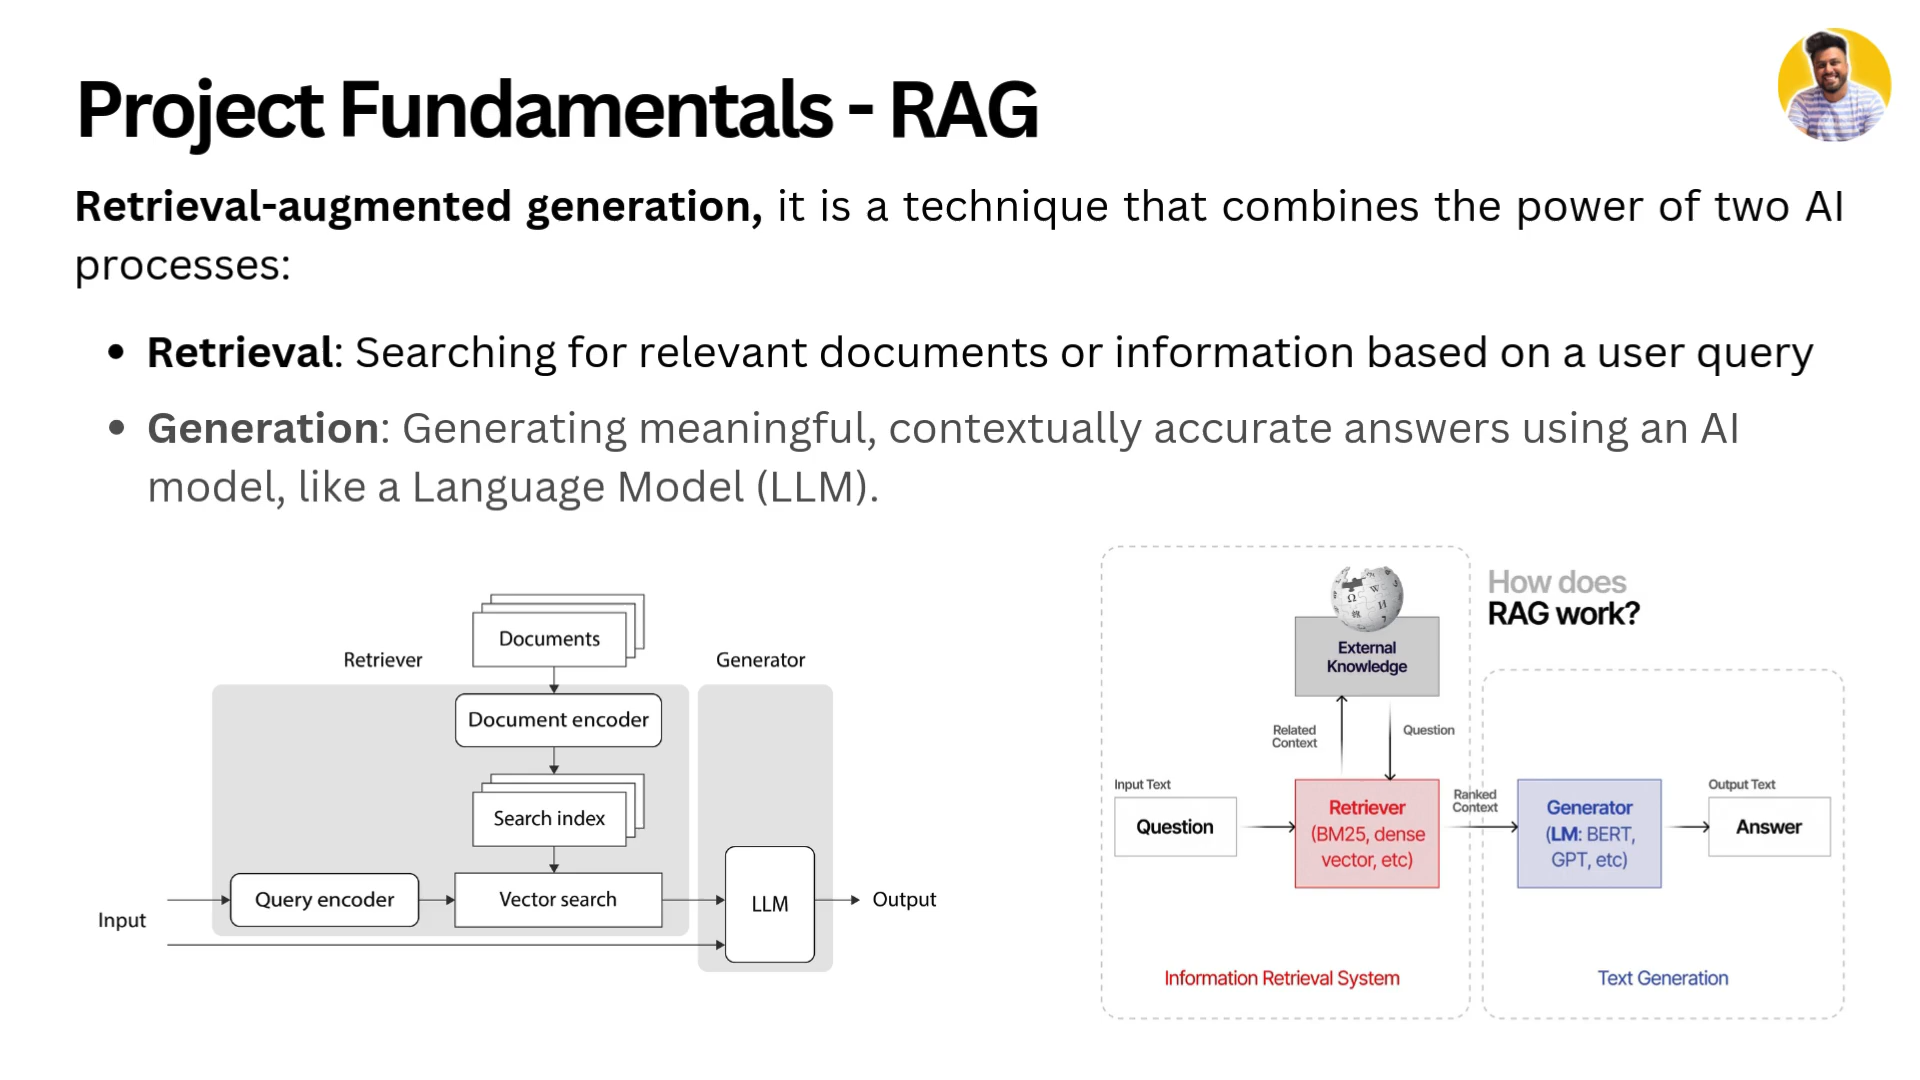 Project Fundamentals - RAG
Retrieval-augmented generation, it is a technique that combines the power of two AI
processes:
• Retrieval: Searching for relevant documents or information based on a user query
• Generation: Generating meaningful, contextually accurate answers using an AI
model, like a Language Model (LLM).
Documents
Retriever
Generator
Document encoder
Search index
Query encoder
Vector search
LLM
Output
Input
How does
RAG work?
External
Knowledge
Related
Context
Question
Input Text
Question
Retriever
(BM25, dense
vector, etc)
Ranked
Context
Generator
(LM: BERT,
GPT, etc)
Output Text
Answer
Information Retrieval System
Text Generation